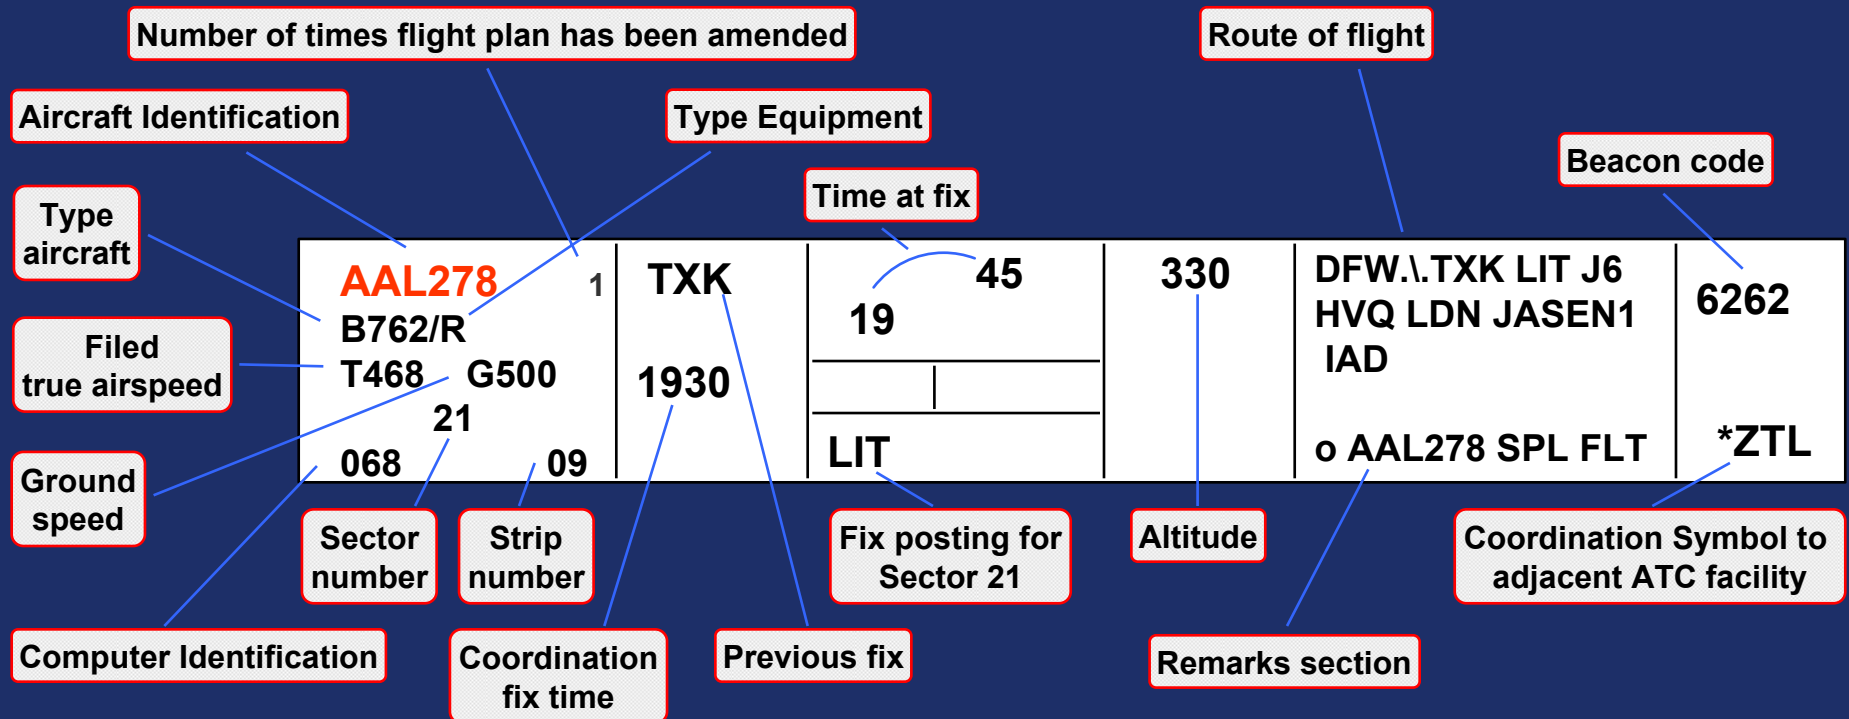 Number of times flight plan has been amended
Route of flight
Aircraft Identification
Type Equipment
Beacon code
Time at fix
Type
aircraft
AAL278
1
TXK
45
19
330
DFW.\.TXK LIT J6
HVQ LDN JASEN1
IAD
6262
B762/R
Filed
true airspeed
T468
G500
1930
21
068
09
LIT
o AAL278 SPL FLT
*ZTL
Ground
speed
Sector
number
Strip
number
Fix posting for
Sector 21
Altitude
Coordination Symbol to
adjacent ATC facility
Computer Identification
Coordination
fix time
Previous fix
Remarks section